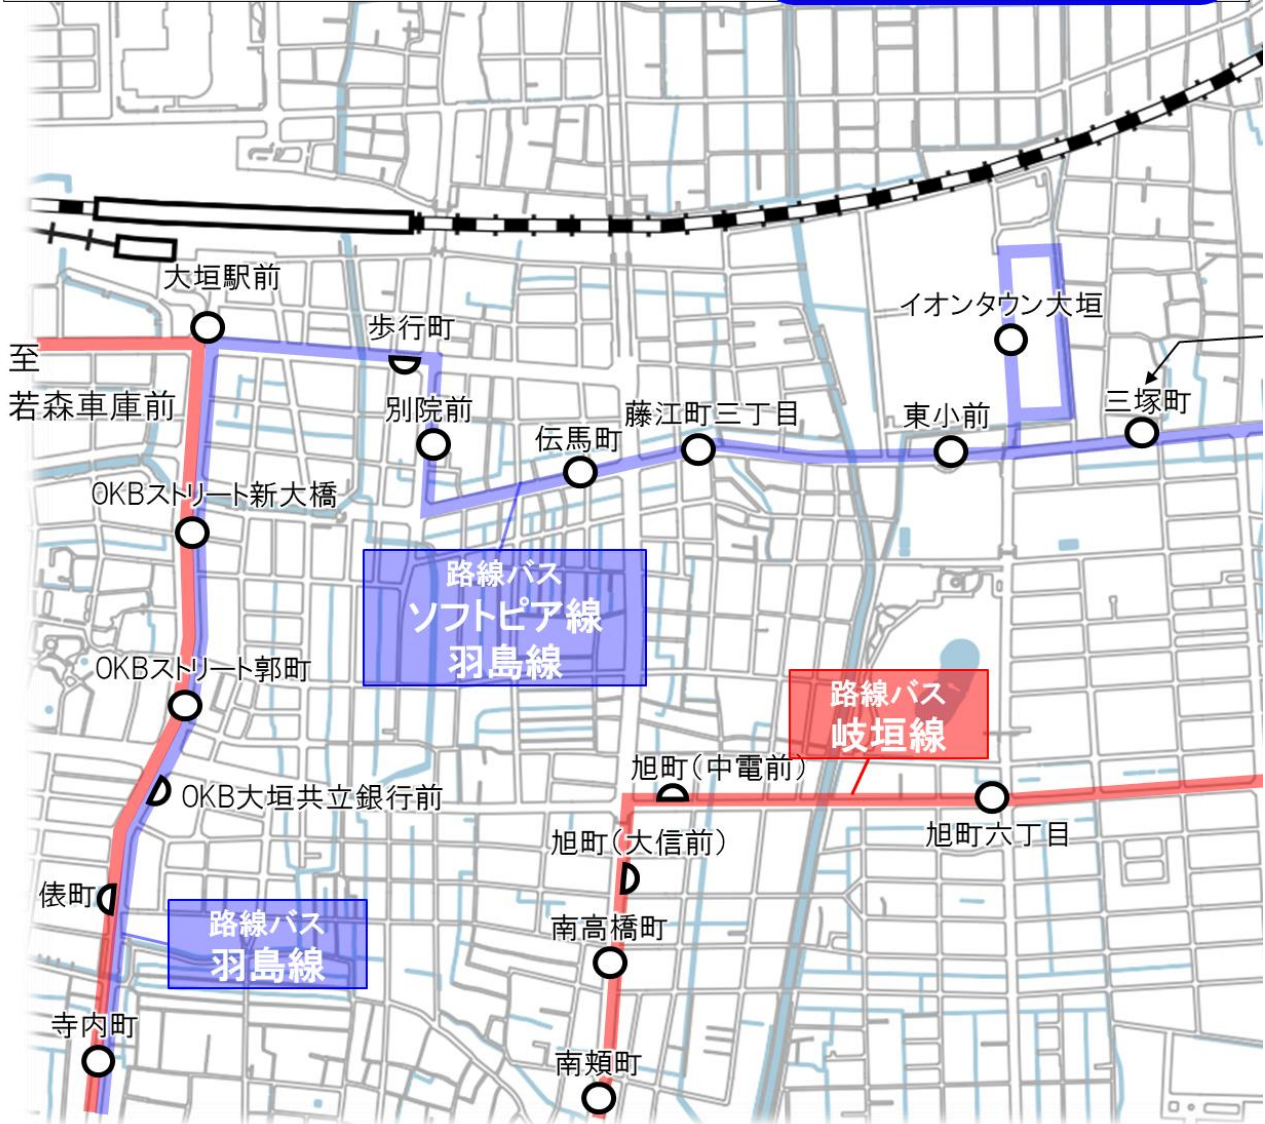 大垣駅前
歩行町
イオンタウン大垣
至
若森車庫前
別院前
藤江町三丁目
東小前
三塚町
伝馬町
OKBストリート新大橋
路線バス
ソフトピア線
羽島線
OKBストリート郭町
路線バス
岐垣線
旭町(中電前)
OKB大垣共立銀行前
旭町六丁目
旭町(大信前)
俵町
路線バス
羽島線
南高橋町
寺内町
南頬町